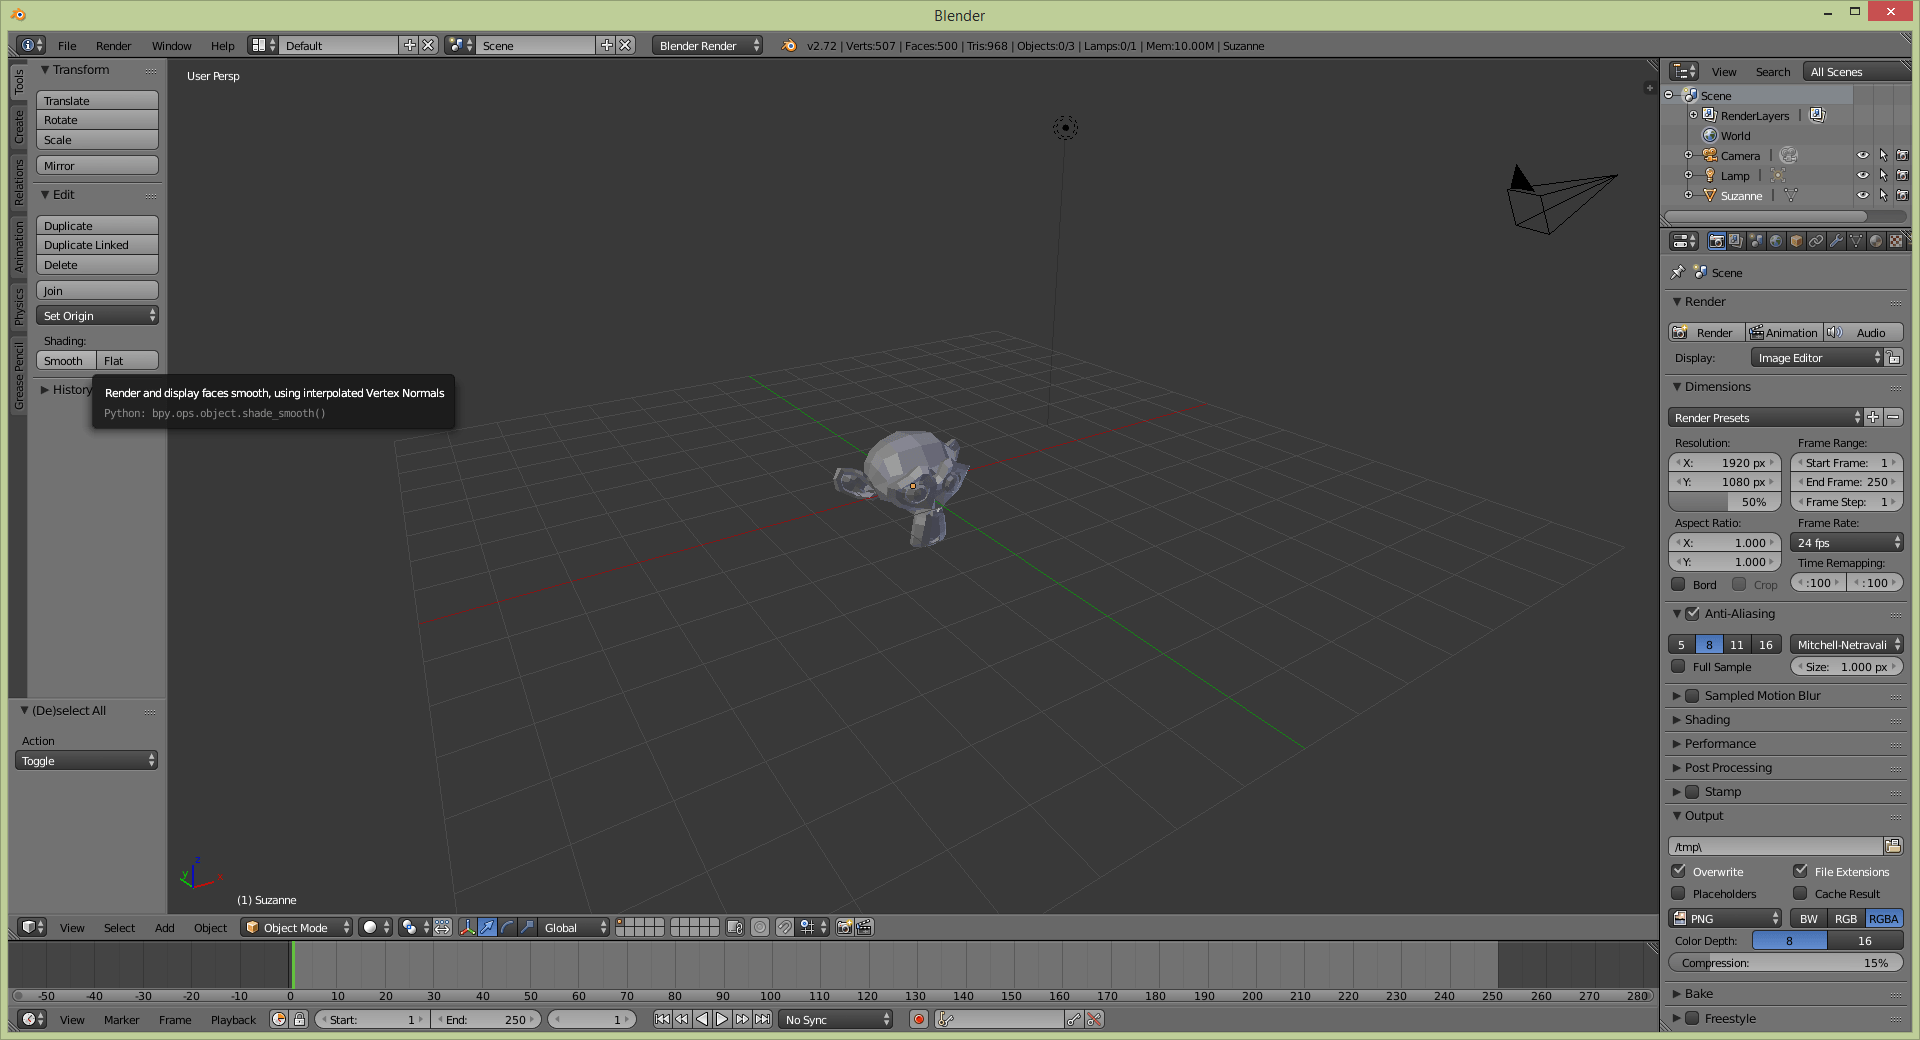 Blender
File Render Window Help Default Scene Blender Render v2.72 | Verts:507 | Faces:500 | Tris:968 | Objects:0/3 | Lamps:0/1 | Mem:10.00M | Suzanne
Tools
Create
Relations
Animation
Physics
Grease Pencil
Transform
Translate
Rotate
Scale
Mirror
Edit
Duplicate
Duplicate Linked
Delete
Join
Set Origin
Shading:
Smooth Flat
History
Render and display faces smooth, using interpolated Vertex Normals
Python: bpy.ops.object.shade_smooth()
(De)select All
Action
Toggle
User Persp
z
y
x
(1) Suzanne
View Select Add Object Object Mode Global
-50 -40 -30 -20 -10 0 10 20 30 40 50 60 70 80 90 100 110 120 130 140 150 160 170 180 190 200 210 220 230 240 250 260 270 280
View Marker Frame Playback Start: 1 End: 250 1 No Sync
View Search All Scenes
Scene
RenderLayers
World
Camera
Lamp
Suzanne
Scene
Render
Render Animation Audio
Display: Image Editor
Dimensions
Render Presets
Resolution: Frame Range:
X: 1920 px Start Frame: 1
Y: 1080 px End Frame: 250
50% Frame Step: 1
Aspect Ratio: Frame Rate:
X: 1.000 24 fps
Y: 1.000 Time Remapping:
Bord Crop :100 :100
Anti-Aliasing
5 8 11 16 Mitchell-Netravali
Full Sample Size: 1.000 px
Sampled Motion Blur
Shading
Performance
Post Processing
Stamp
Output
/tmp\
Overwrite File Extensions
Placeholders Cache Result
PNG BW RGB RGBA
Color Depth: 8 16
Compression: 15%
Bake
Freestyle